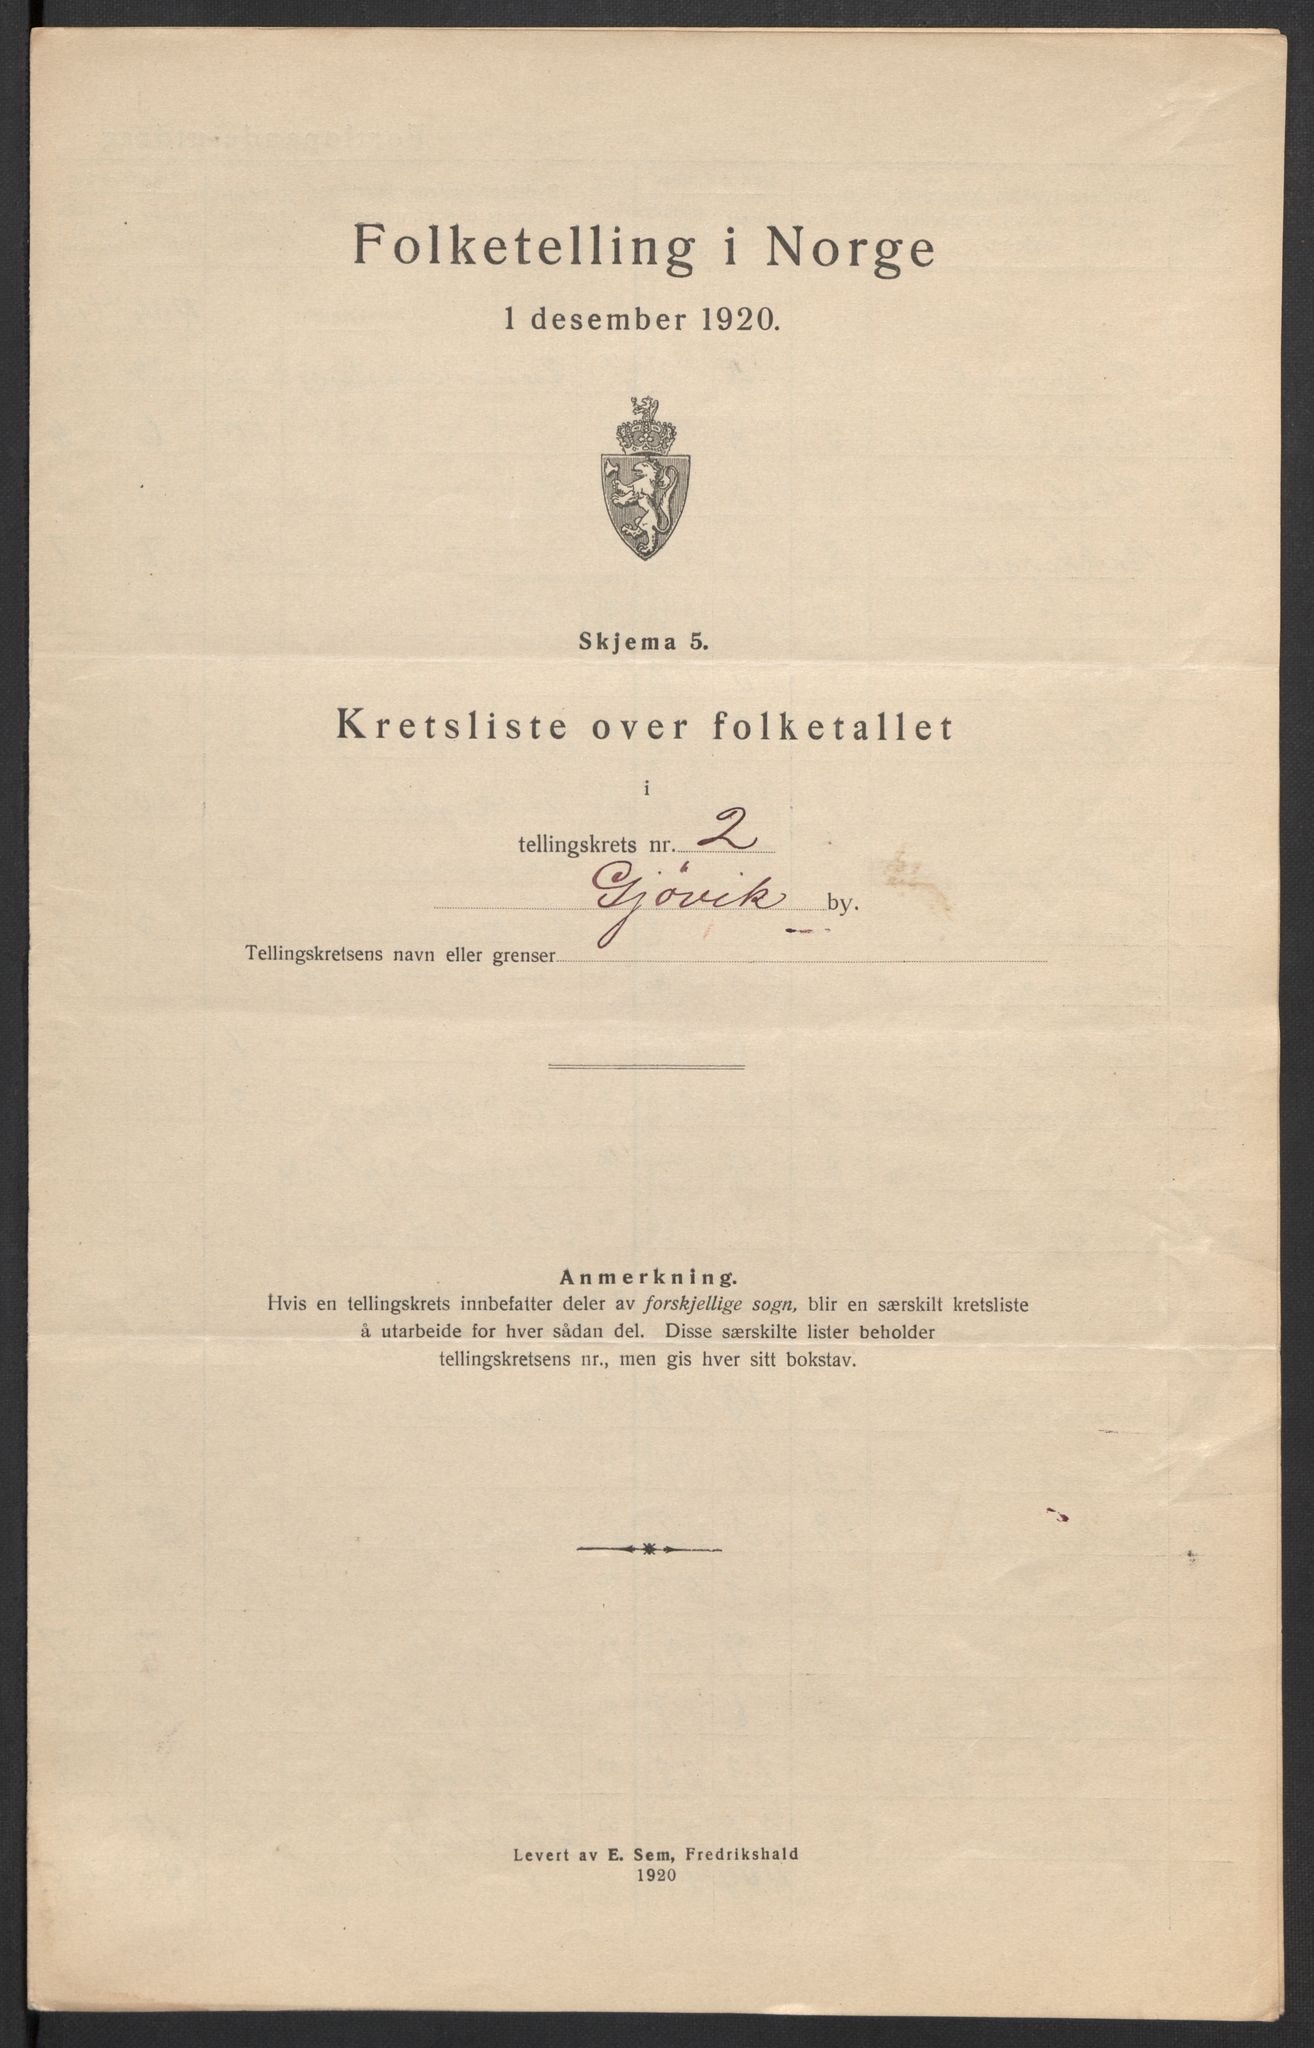 Folketelling i Norge
1 desember 1920.
Skjema 5.
Kretsliste over folketallet
i
tellingskrets nr. 2
Gjövik by.
Tellingskretsens navn eller grenser
Anmerkning.
Hvis en tellingskrets innbefatter deler av forskjellige sogn, blir en særskilt kretsliste
å utarbeide for hver sådan del. Disse særskilte lister beholder
tellingskretsens nr., men gis hver sitt bokstav.
Levert av E. Sem, Fredrikshald
1920